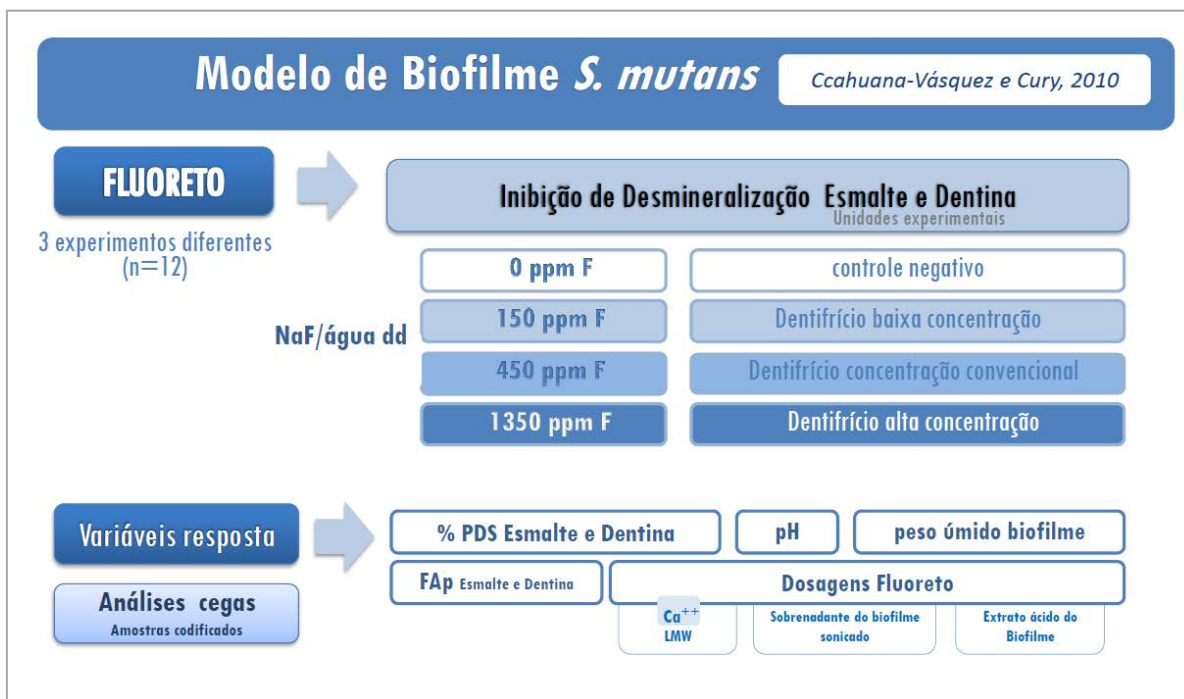 Modelo de Biofilme S. mutans
Ccahuana-Vásquez e Cury, 2010
FLUORETO
3 experimentos diferentes
(n=12)
Inibição de Desmineralização Esmalte e Dentina
Unidades experimentais
NaF/água dd
0 ppm F
controle negativo
150 ppm F
Dentifrício baixa concentração
450 ppm F
Dentifrício concentração convencional
1350 ppm F
Dentifrício alta concentração
Variáveis resposta
% PDS Esmalte e Dentina
pH
peso úmido biofilme
FAp Esmalte e Dentina
Dosagens Fluoreto
Análises cegas
Amostras codificados
Ca++
LMW
Sobrenadante do biofilme
sonicado
Extrato ácido do
Biofilme